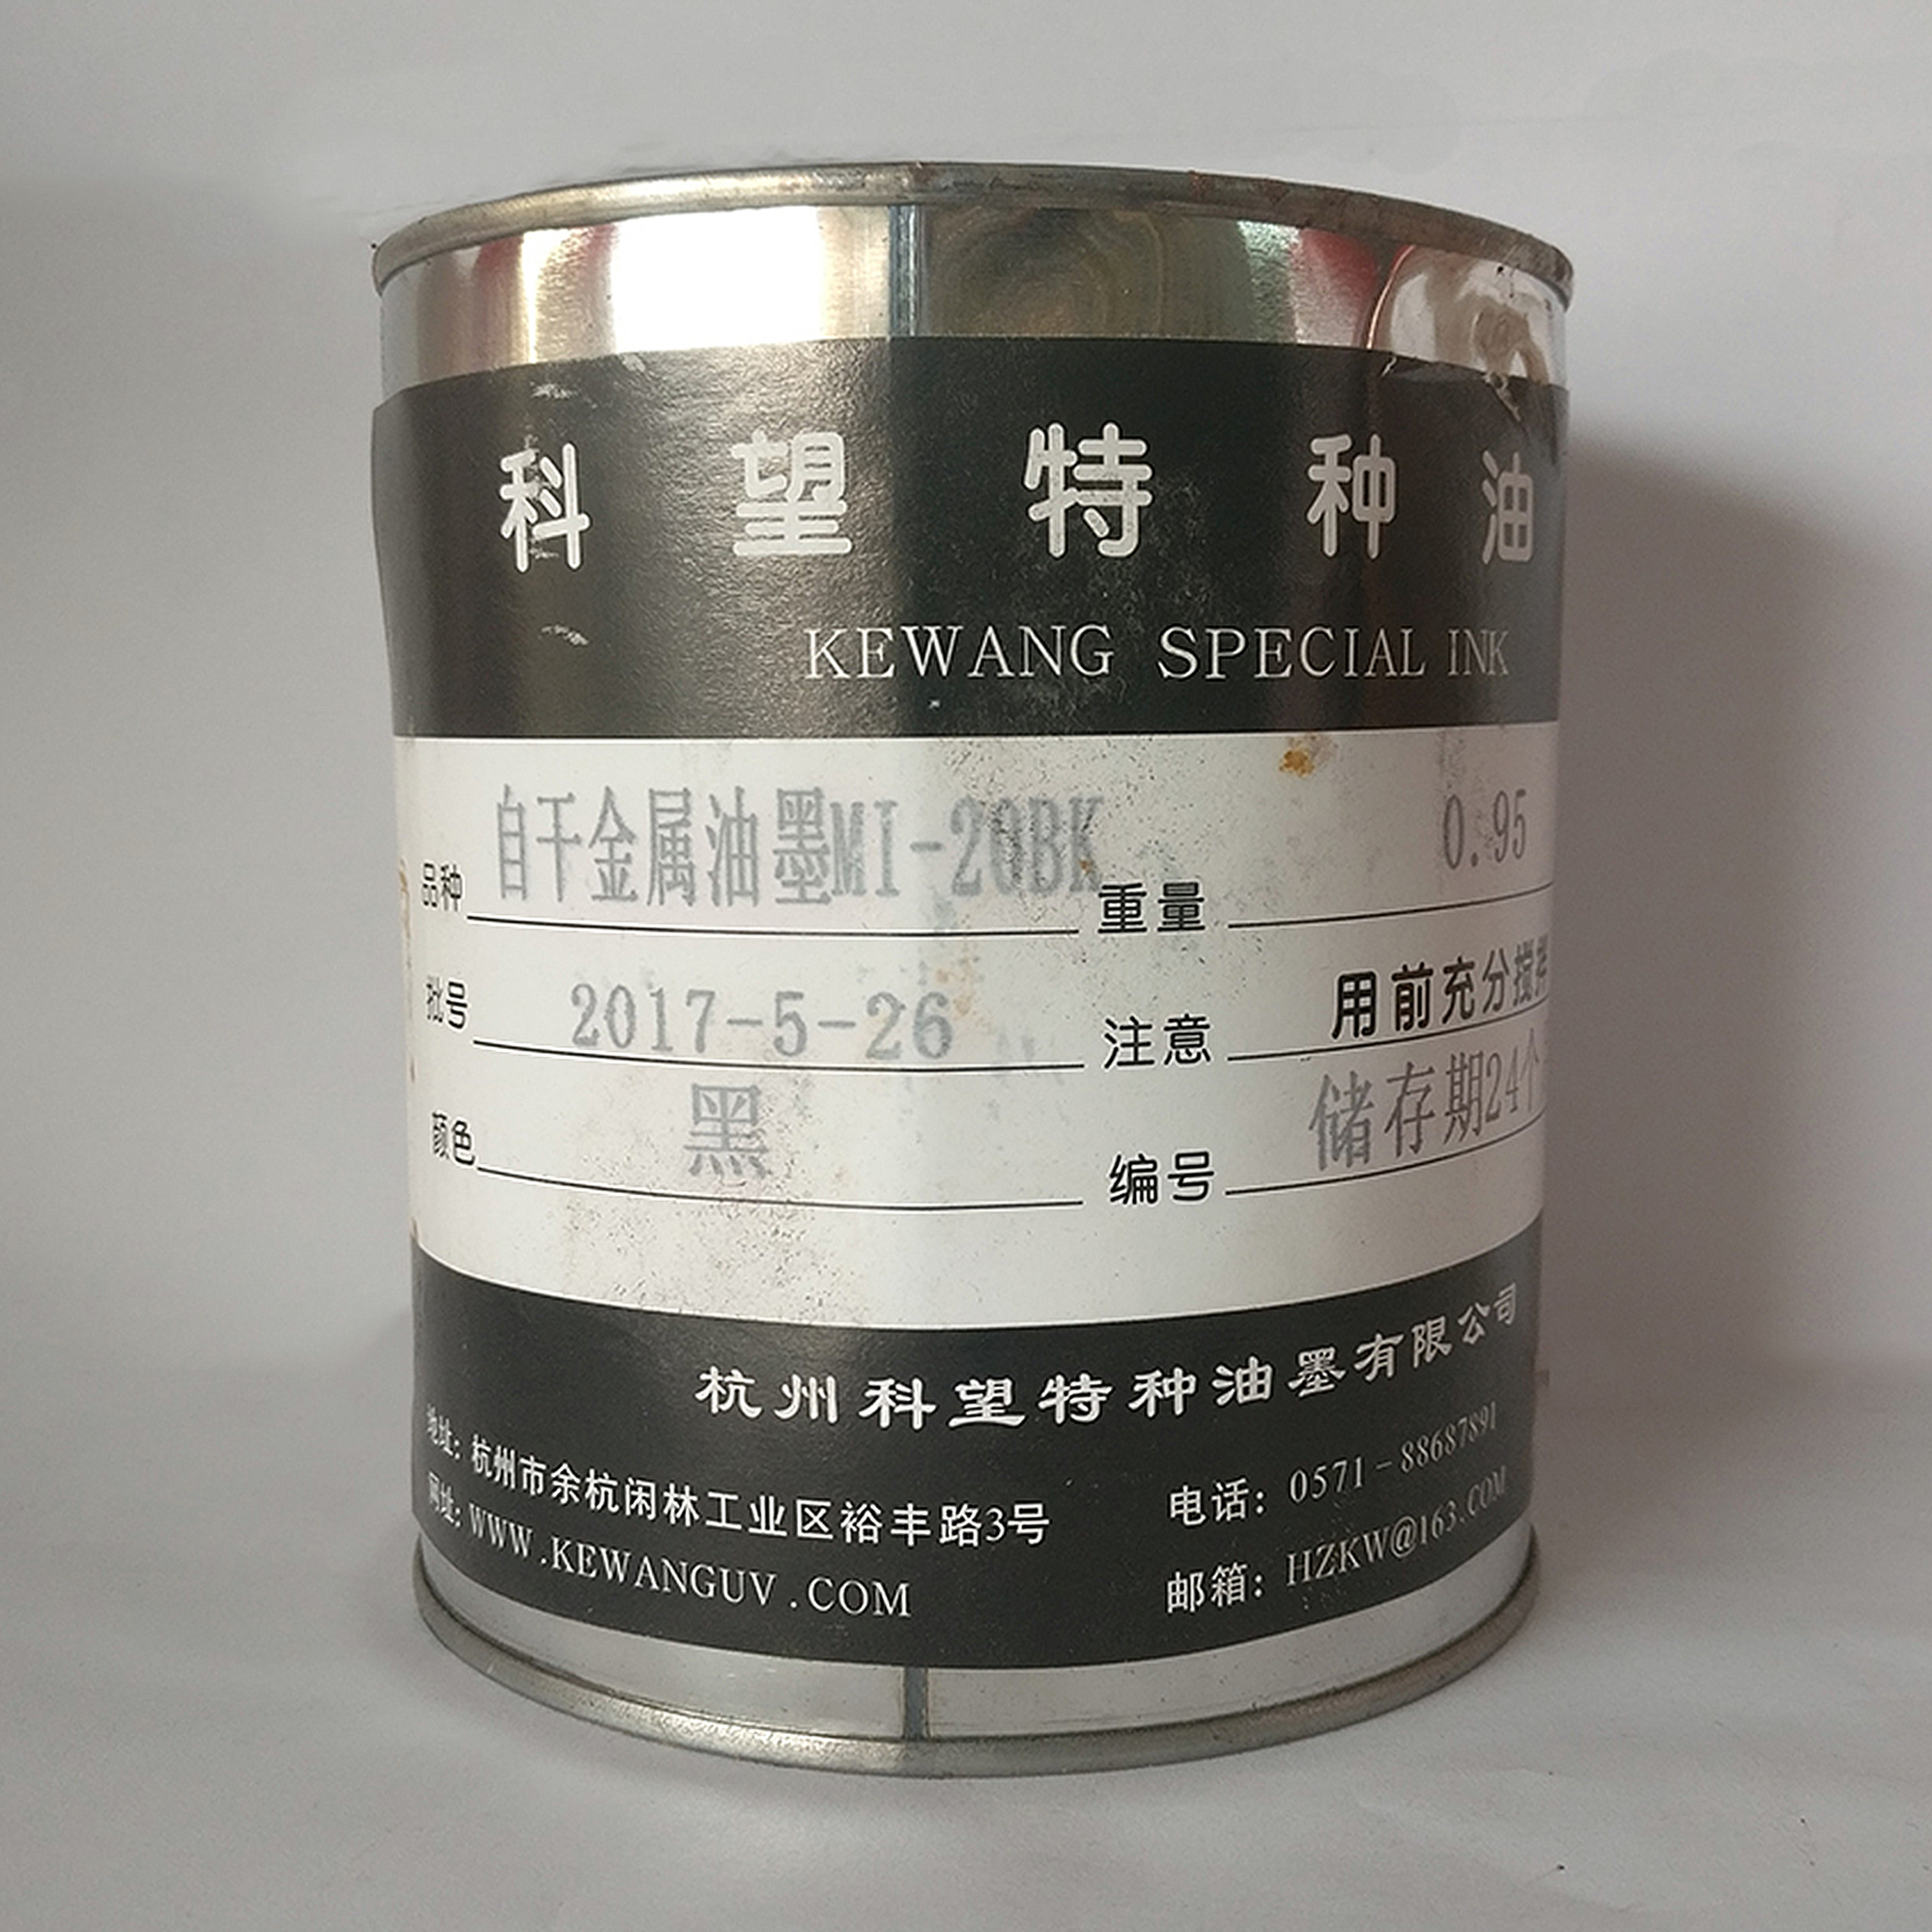 科望特种油
KEWANG SPECIAL INK
品种 自干金属油墨MI-20BK 重量 0.95
批号 2017-5-26 注意 用前充分搅拌
颜色 黑 编号 储存期24个
杭州科望特种油墨有限公司
地址：杭州市余杭闲林工业区裕丰路3号 电话：0571-88687891
网址：WWW.KEWANGUV.COM 邮箱：HZKW@163.COM